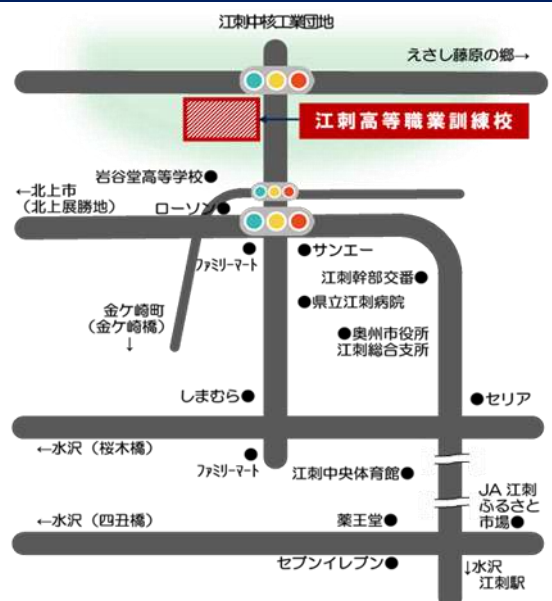 江刺中核工業団地
えさし藤原の郷→
江刺高等職業訓練校
岩谷堂高等学校●
←北上市
（北上展勝地）
ローソン●
ファミリーマート
●サンエー
江刺幹部交番●
●県立江刺病院
金ケ崎町
（金ケ崎橋）
↓
●奥州市役所
江刺総合支所
しまむら●
●セリア
←水沢（桜木橋）
ファミリーマート
江刺中央体育館●
JA 江刺
ふるさと
市場●
←水沢（四丑橋）
薬王堂●
セブンイレブン●
↓水沢
江刺駅